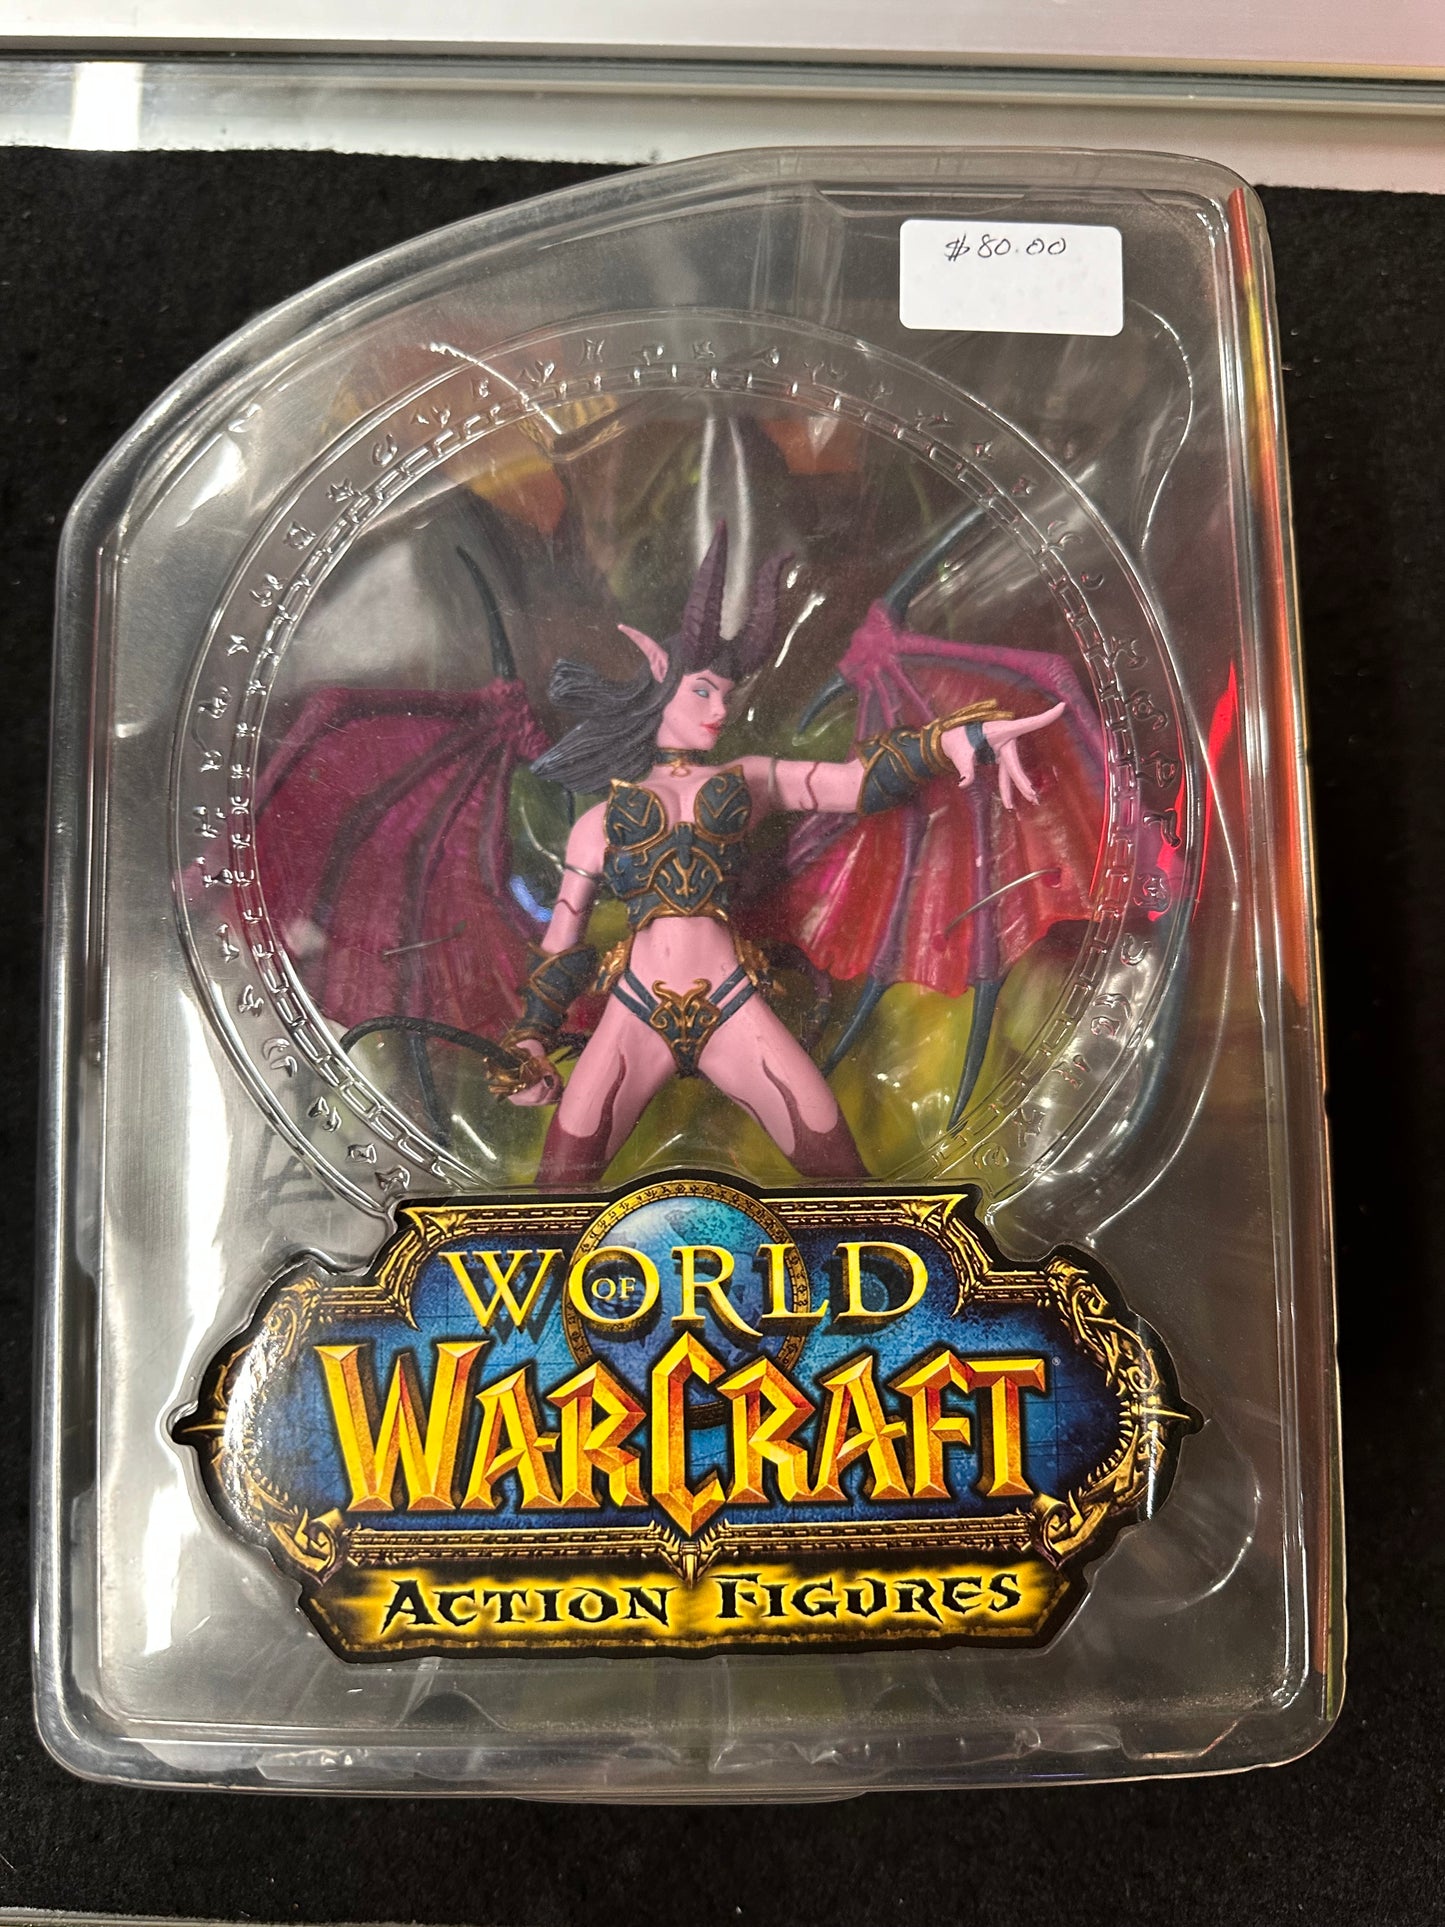 $80.00
WORLD
OF
WARCRAFT
ACTION FIGURES